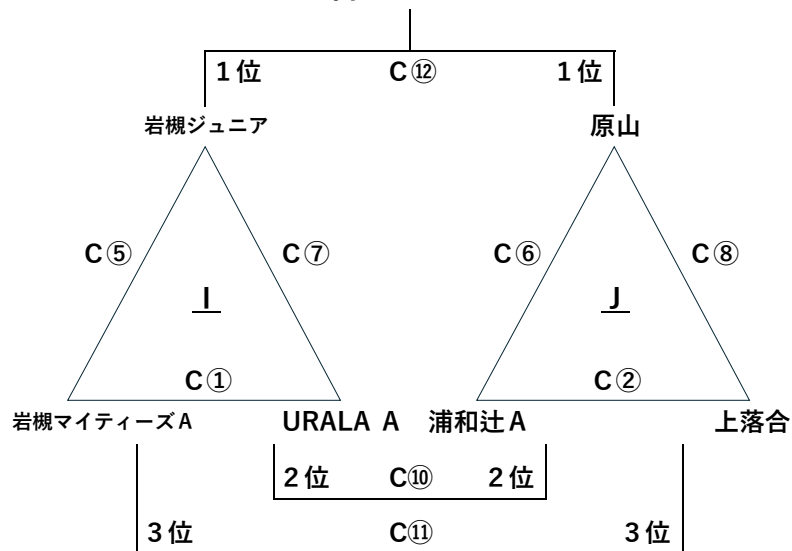 1位 C⑫ 1位
岩槻ジュニア 原山
C⑤ C⑦ C⑥ C⑧
I J
C① C②
岩槻マイティーズA URALA A 浦和辻A 上落合
2位 C⑩ 2位
3位 C⑪ 3位